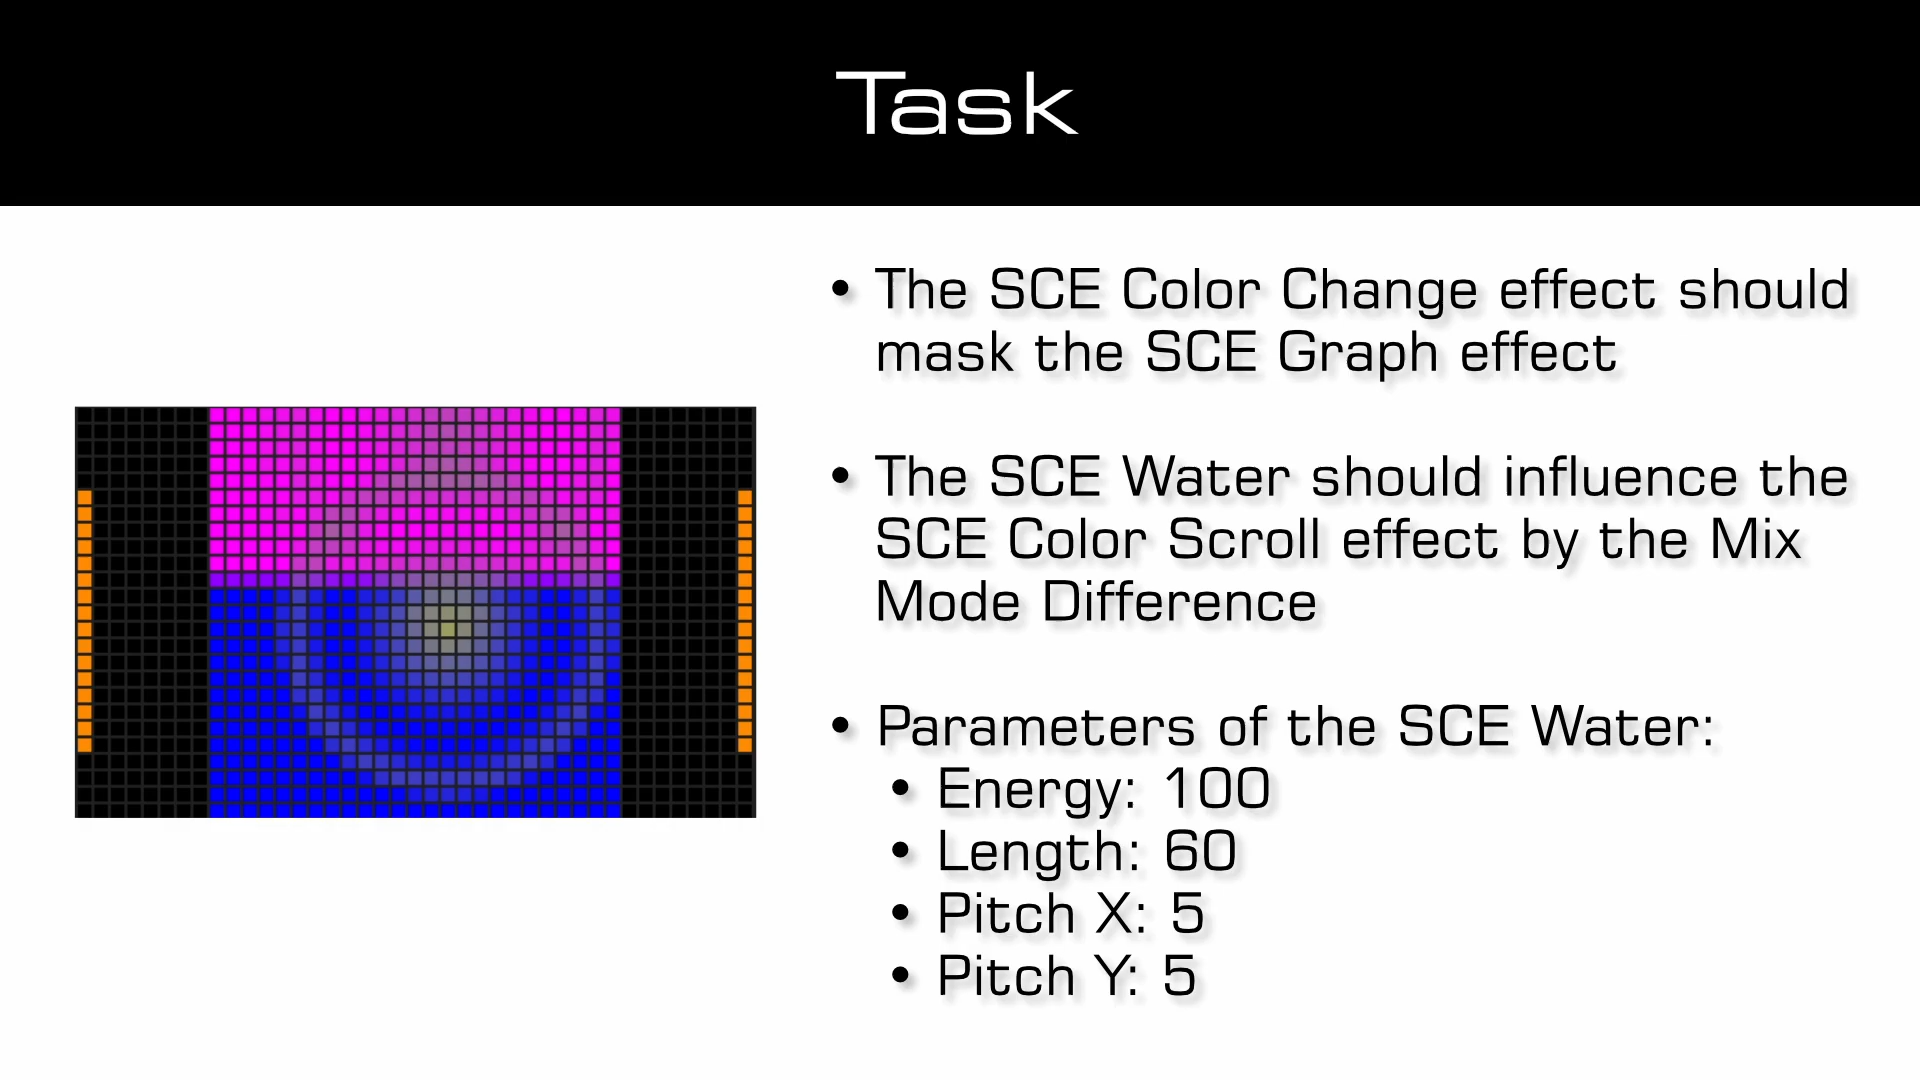 Task
• The SCE Color Change effect should
mask the SCE Graph effect
• The SCE Water should influence the
SCE Color Scroll effect by the Mix
Mode Difference
• Parameters of the SCE Water:
• Energy: 100
• Length: 60
• Pitch X: 5
• Pitch Y: 5